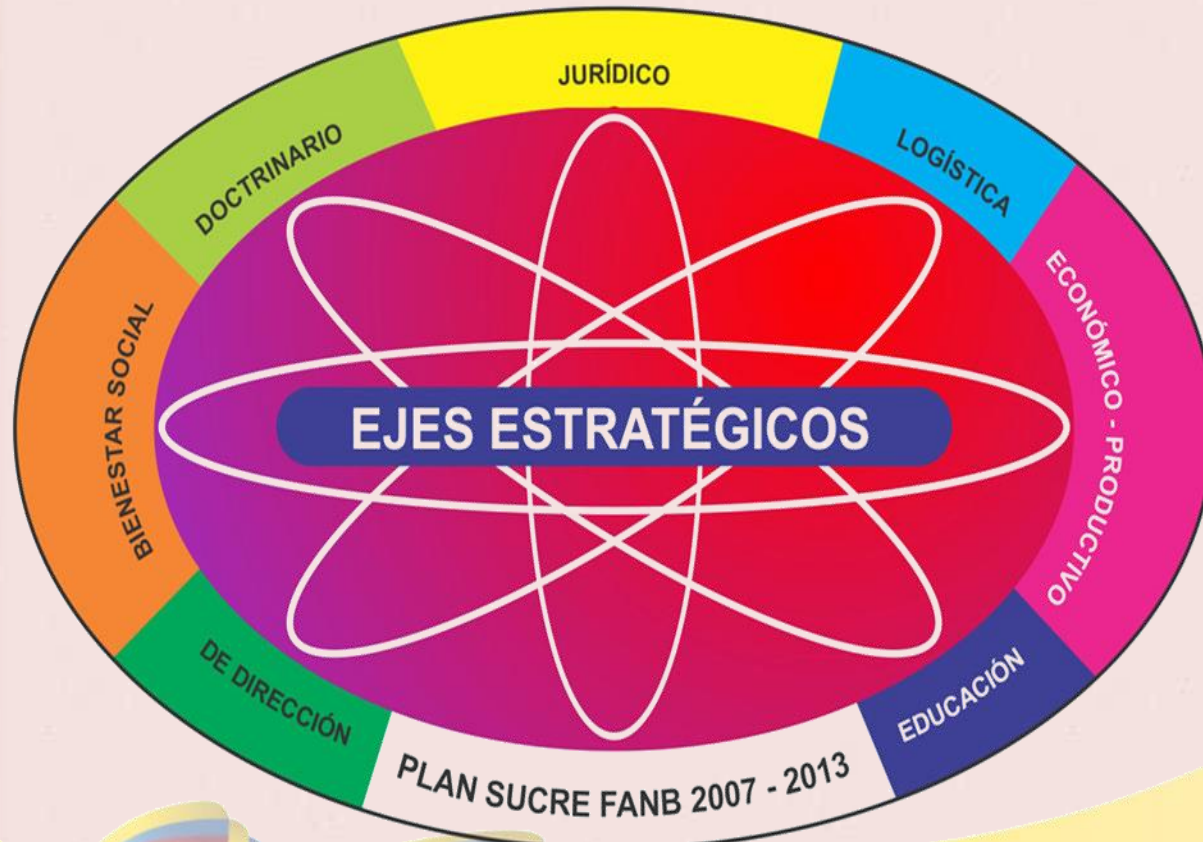 JURÍDICO
LOGÍSTICA
ECONÓMICO - PRODUCTIVO
EDUCACIÓN
PLAN SUCRE FANB 2007 - 2013
DE DIRECCIÓN
BIENESTAR SOCIAL
DOCTRINARIO
EJES ESTRATÉGICOS